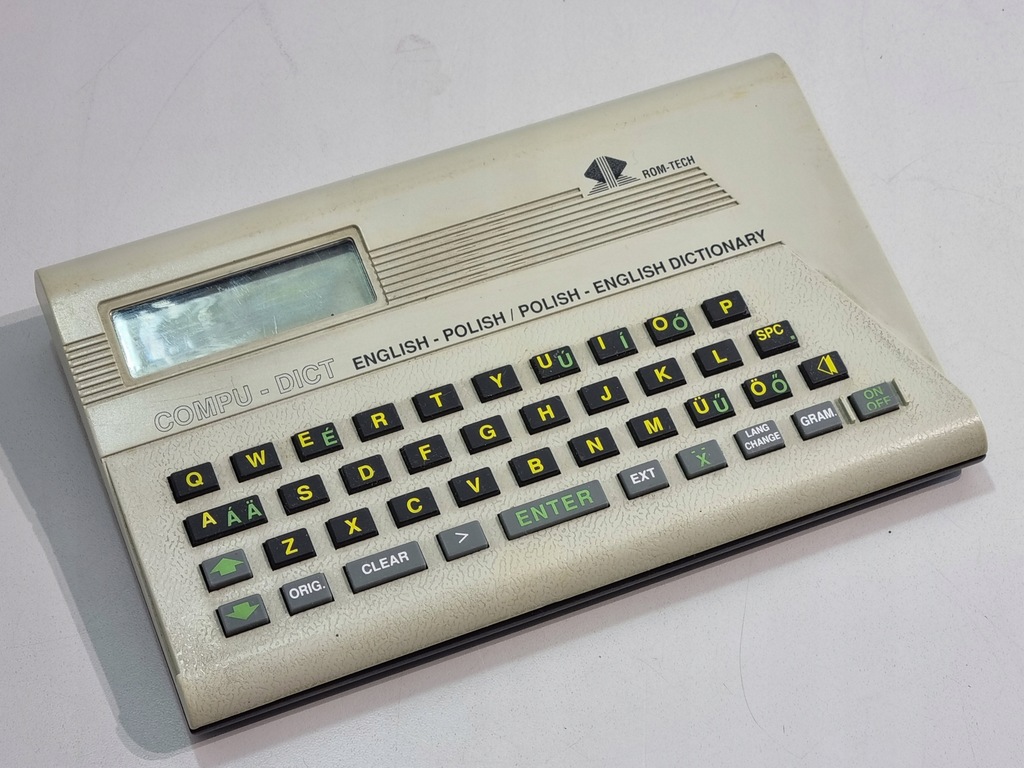 ROM-TECH
COMPU - DICT ENGLISH - POLISH / POLISH - ENGLISH DICTIONARY
Q W E É R T Y U Ú I Í O Ó P
A Á Ä S D F G H J K L SPC
Z X C V B N M Ü Ű Ö Ő
ORIG. CLEAR > ENTER EXT Ẍ LANG CHANGE GRAM. ON OFF